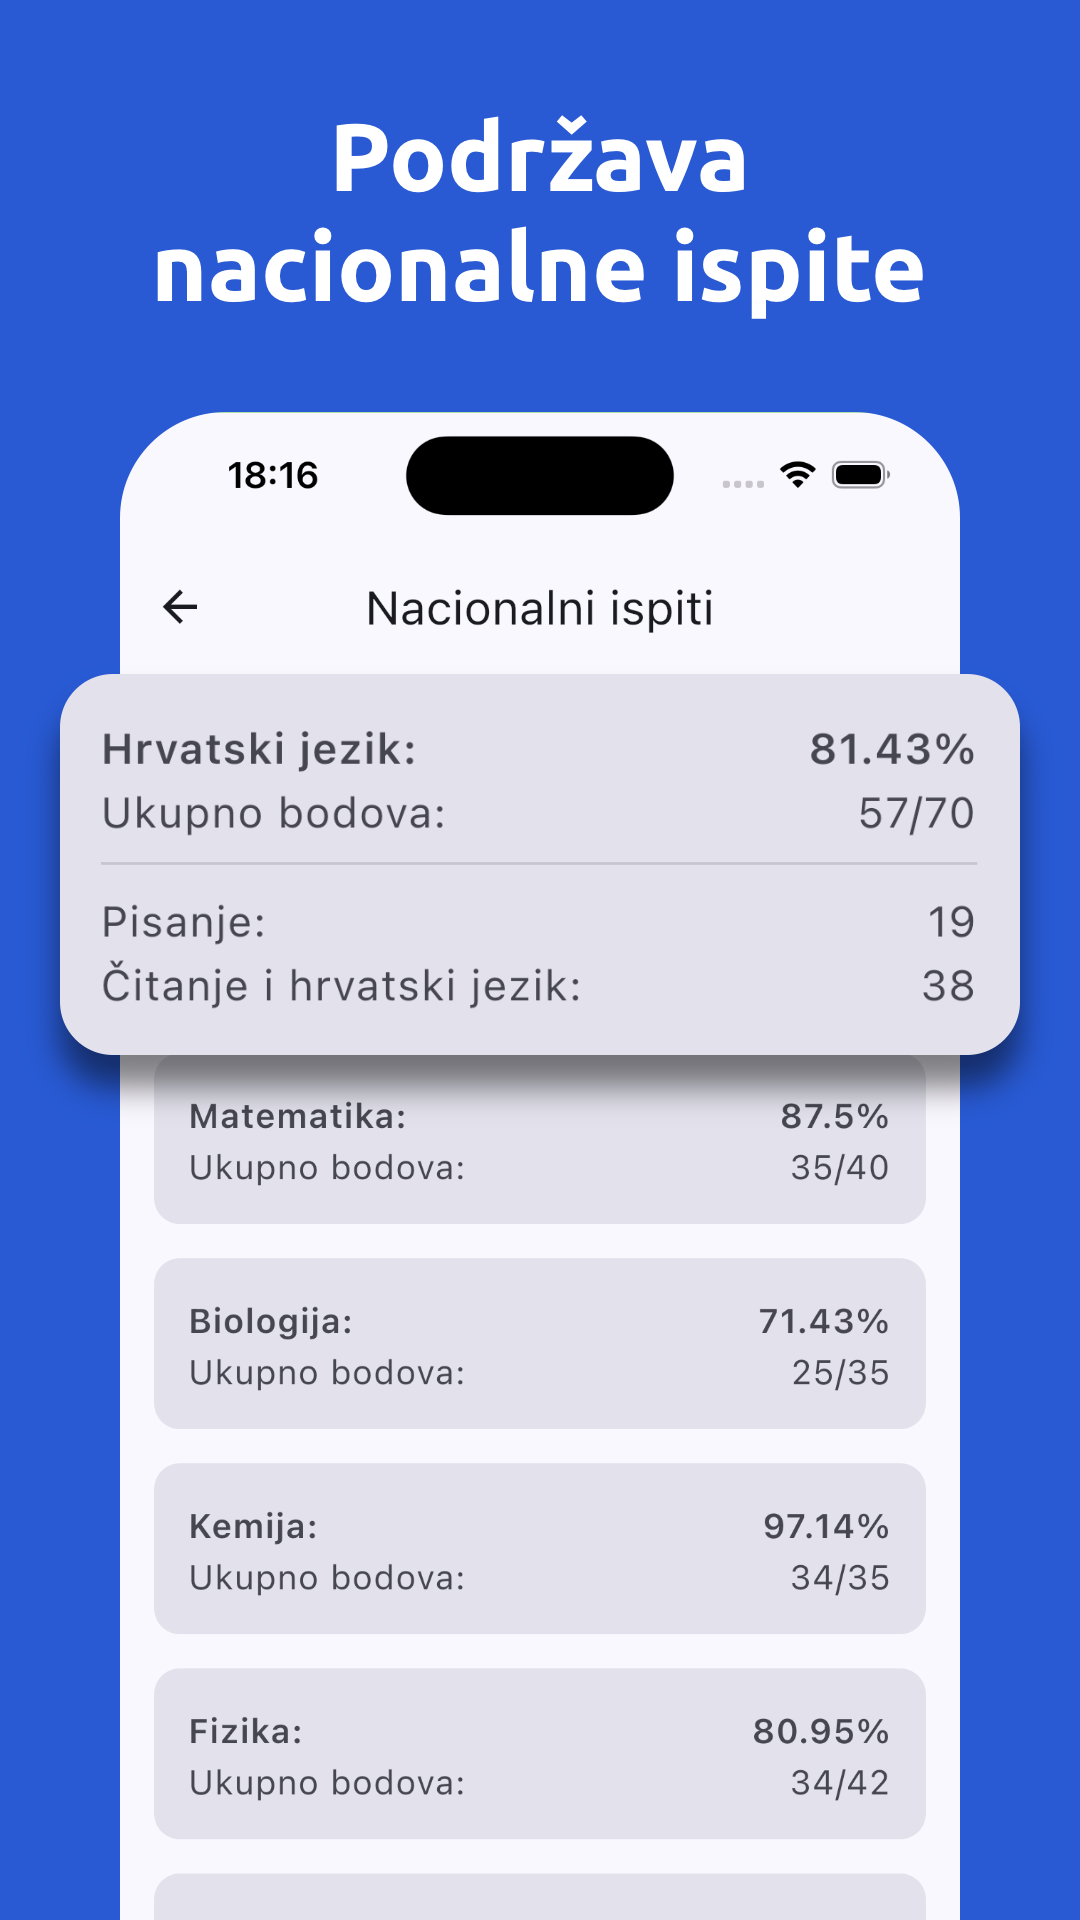 Podržava
nacionalne ispite
18:16
Nacionalni ispiti
Hrvatski jezik: 81.43%
Ukupno bodova: 57/70
Pisanje: 19
Čitanje i hrvatski jezik: 38
Matematika: 87.5%
Ukupno bodova: 35/40
Biologija: 71.43%
Ukupno bodova: 25/35
Kemija: 97.14%
Ukupno bodova: 34/35
Fizika: 80.95%
Ukupno bodova: 34/42